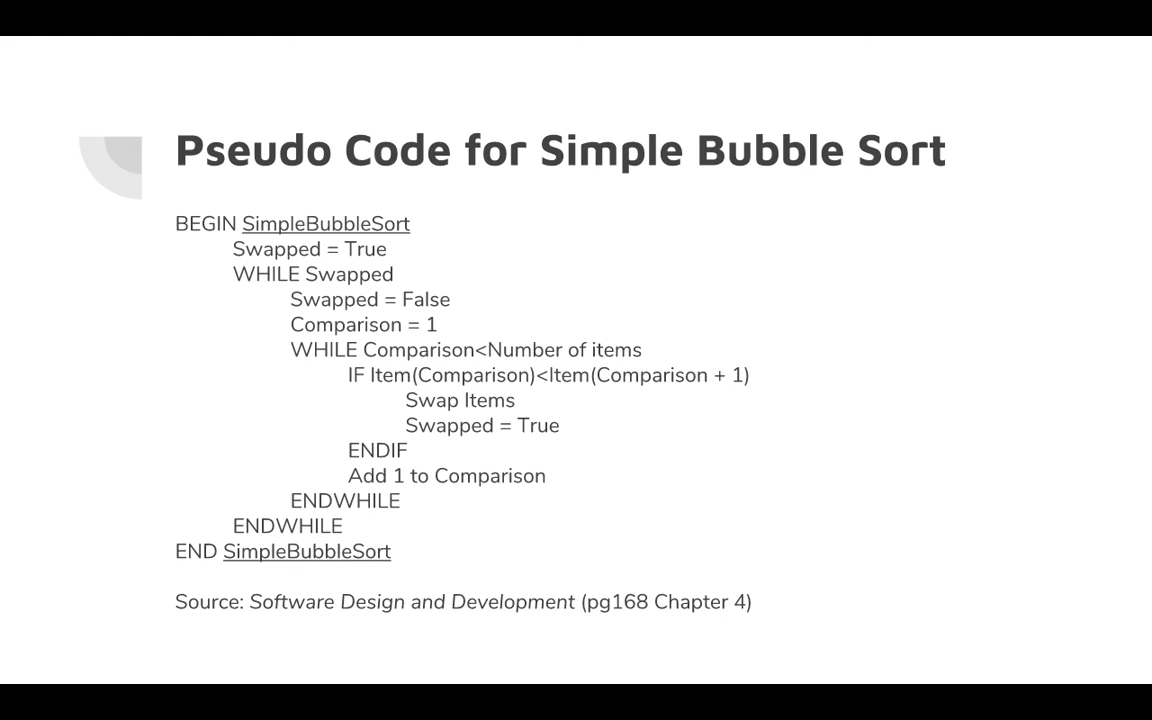 Pseudo Code for Simple Bubble Sort
BEGIN SimpleBubbleSort
Swapped = True
WHILE Swapped
Swapped = False
Comparison = 1
WHILE Comparison<Number of items
IF Item(Comparison)<Item(Comparison + 1)
Swap Items
Swapped = True
ENDIF
Add 1 to Comparison
ENDWHILE
ENDWHILE
END SimpleBubbleSort
Source: Software Design and Development (pg168 Chapter 4)